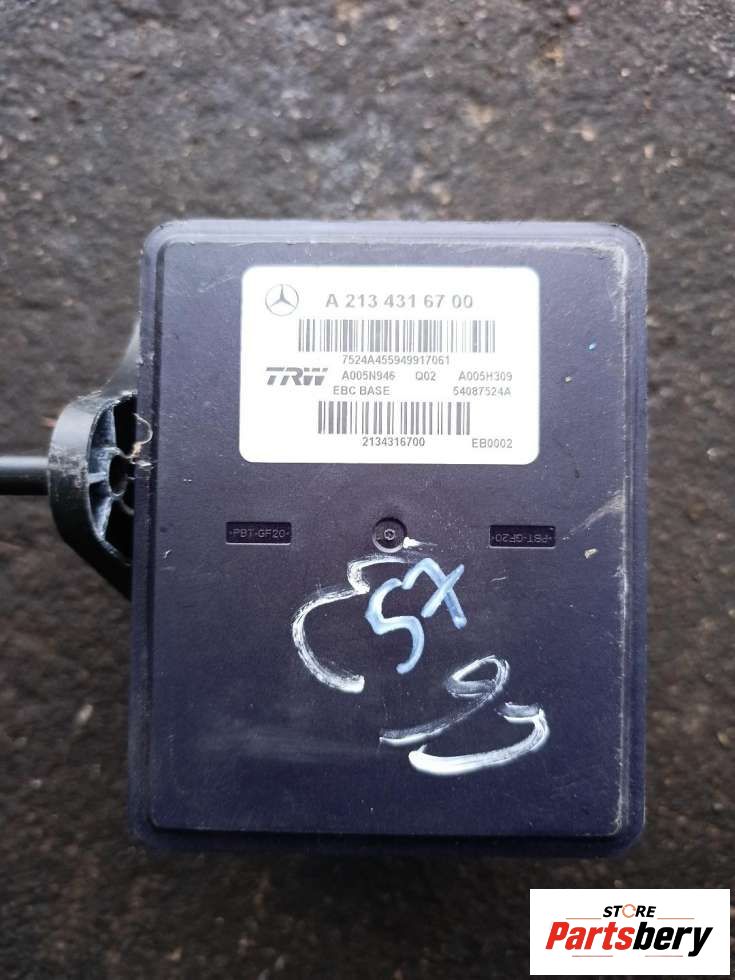 A 213 431 67 00
7524A455949917061
TRW A005N946 Q02 A005H309
EBC BASE 54087524A
2134316700 EB0002
›PBT-GF20‹ ›PBT-GF20‹
57
STORE
Partsbery